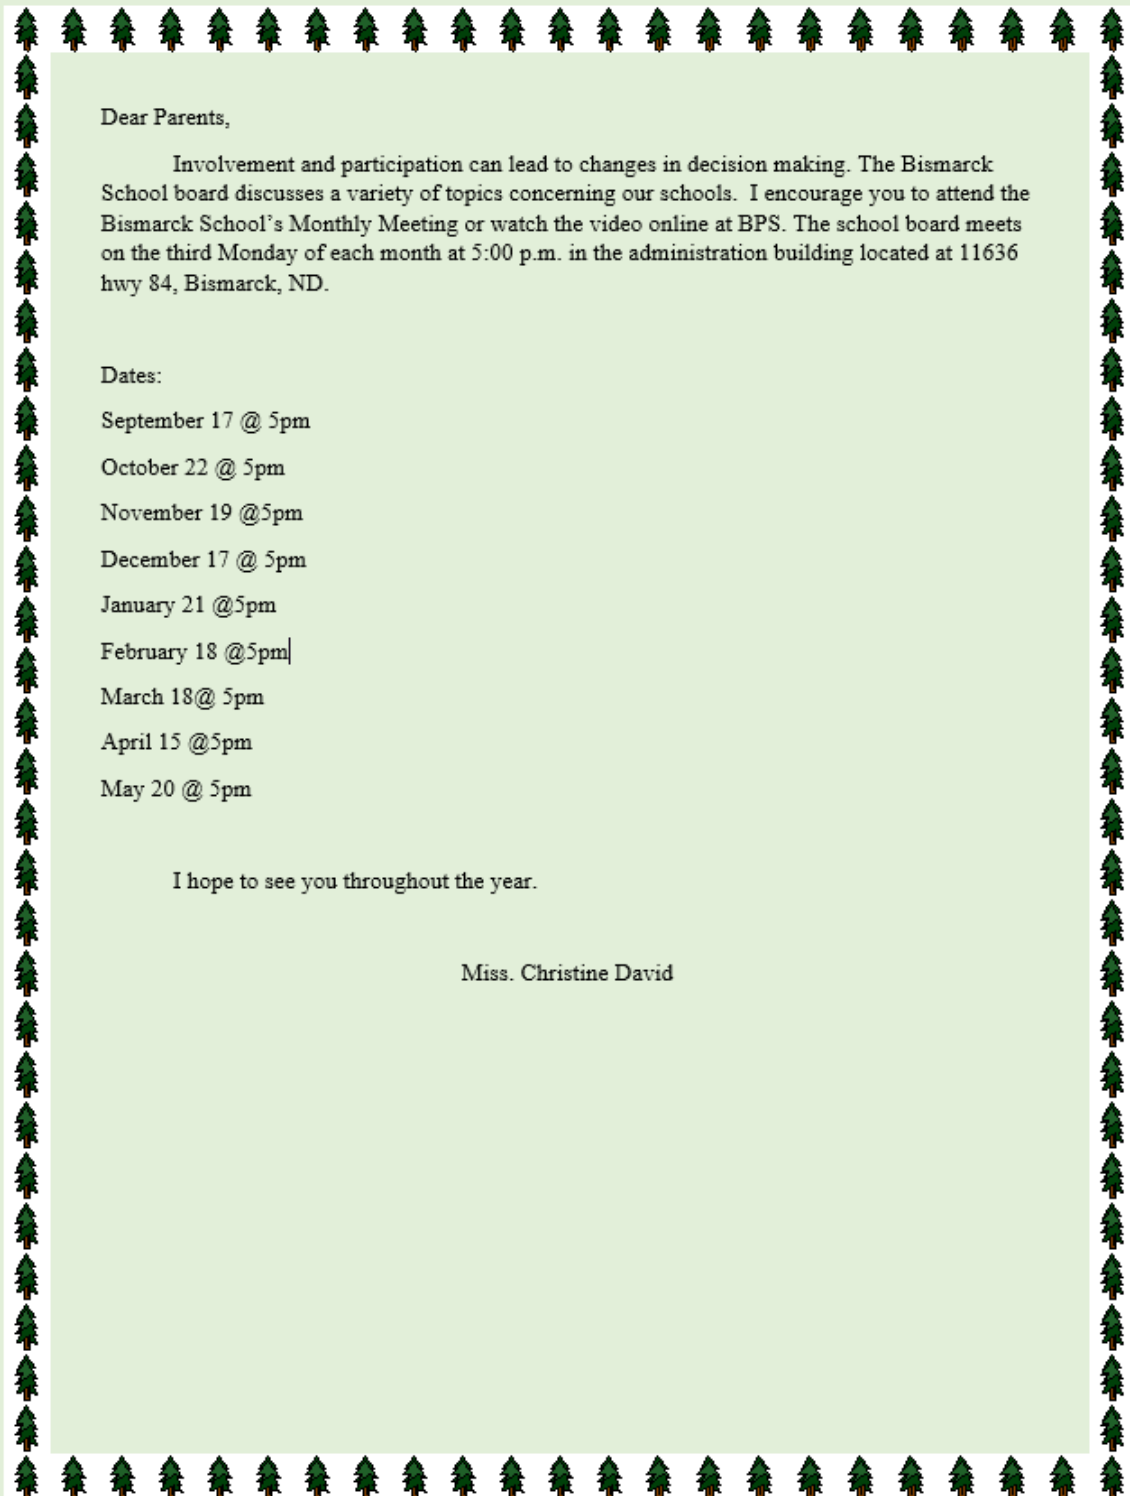 Dear Parents,
Involvement and participation can lead to changes in decision making. The Bismarck
School board discusses a variety of topics concerning our schools.  I encourage you to attend the
Bismarck School’s Monthly Meeting or watch the video online at BPS. The school board meets
on the third Monday of each month at 5:00 p.m. in the administration building located at 11636
hwy 84, Bismarck, ND.
Dates:
September 17 @ 5pm
October 22 @ 5pm
November 19 @5pm
December 17 @ 5pm
January 21 @5pm
February 18 @5pm
March 18@ 5pm
April 15 @5pm
May 20 @ 5pm
I hope to see you throughout the year.
Miss. Christine David